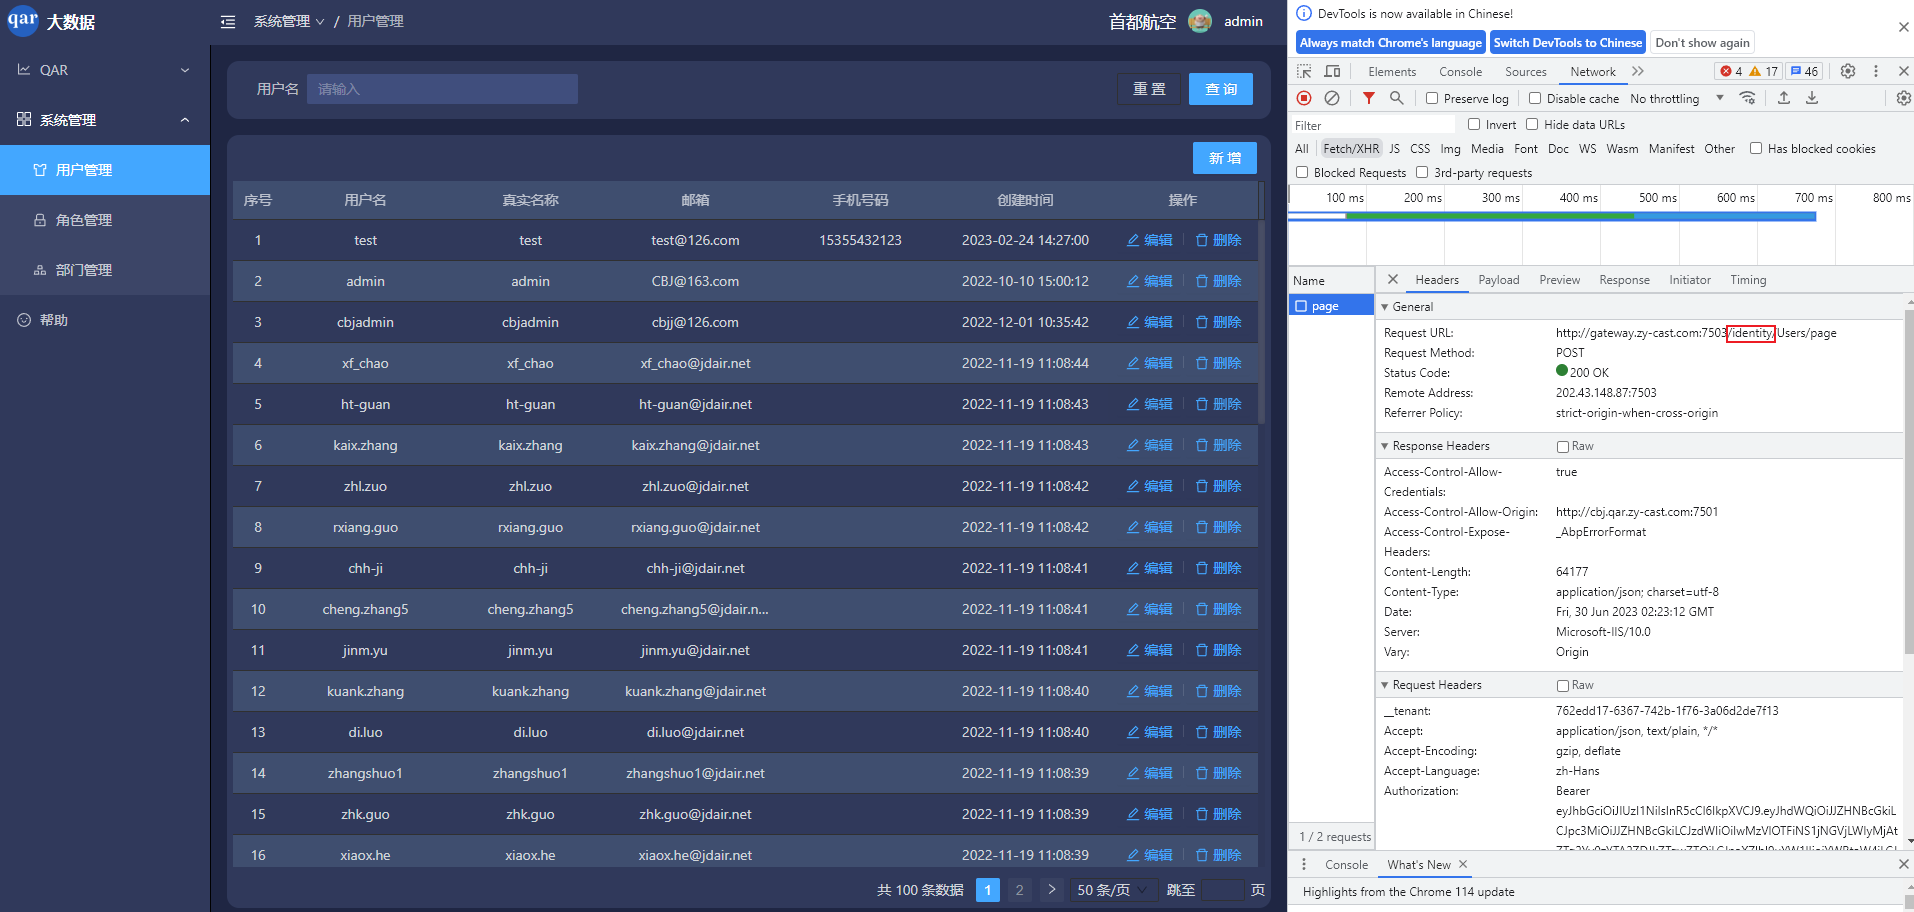 qar 大数据
系统管理 / 用户管理
首都航空 admin
QAR
系统管理
用户管理
角色管理
部门管理
帮助
用户名 请输入 重 置 查 询
新 增
序号 用户名 真实名称 邮箱 手机号码 创建时间 操作
1 test test test@126.com 15355432123 2023-02-24 14:27:00 编辑 删除
2 admin admin CBJ@163.com 2022-10-10 15:00:12 编辑 删除
3 cbjadmin cbjadmin cbjj@126.com 2022-12-01 10:35:42 编辑 删除
4 xf_chao xf_chao xf_chao@jdair.net 2022-11-19 11:08:44 编辑 删除
5 ht-guan ht-guan ht-guan@jdair.net 2022-11-19 11:08:43 编辑 删除
6 kaix.zhang kaix.zhang kaix.zhang@jdair.net 2022-11-19 11:08:43 编辑 删除
7 zhl.zuo zhl.zuo zhl.zuo@jdair.net 2022-11-19 11:08:42 编辑 删除
8 rxiang.guo rxiang.guo rxiang.guo@jdair.net 2022-11-19 11:08:42 编辑 删除
9 chh-ji chh-ji chh-ji@jdair.net 2022-11-19 11:08:41 编辑 删除
10 cheng.zhang5 cheng.zhang5 cheng.zhang5@jdair.n... 2022-11-19 11:08:41 编辑 删除
11 jinm.yu jinm.yu jinm.yu@jdair.net 2022-11-19 11:08:41 编辑 删除
12 kuank.zhang kuank.zhang kuank.zhang@jdair.net 2022-11-19 11:08:40 编辑 删除
13 di.luo di.luo di.luo@jdair.net 2022-11-19 11:08:40 编辑 删除
14 zhangshuo1 zhangshuo1 zhangshuo1@jdair.net 2022-11-19 11:08:39 编辑 删除
15 zhk.guo zhk.guo zhk.guo@jdair.net 2022-11-19 11:08:39 编辑 删除
16 xiaox.he xiaox.he xiaox.he@jdair.net 2022-11-19 11:08:39 编辑 删除
共 100 条数据 1 2 > 50 条/页 跳至 页
DevTools is now available in Chinese!
Always match Chrome's language Switch DevTools to Chinese Don't show again
Elements Console Sources Network 4 17 46
Preserve log Disable cache No throttling
Filter Invert Hide data URLs
All Fetch/XHR JS CSS Img Media Font Doc WS Wasm Manifest Other Has blocked cookies
Blocked Requests 3rd-party requests
100 ms 200 ms 300 ms 400 ms 500 ms 600 ms 700 ms 800 ms
Name Headers Payload Preview Response Initiator Timing
page
General
Request URL: http://gateway.zy-cast.com:7503/identity/Users/page
Request Method: POST
Status Code: 200 OK
Remote Address: 202.43.148.87:7503
Referrer Policy: strict-origin-when-cross-origin
Response Headers Raw
Access-Control-Allow- true
Credentials:
Access-Control-Allow-Origin: http://cbj.qar.zy-cast.com:7501
Access-Control-Expose- _AbpErrorFormat
Headers:
Content-Length: 64177
Content-Type: application/json; charset=utf-8
Date: Fri, 30 Jun 2023 02:23:12 GMT
Server: Microsoft-IIS/10.0
Vary: Origin
Request Headers Raw
__tenant: 762edd17-6367-742b-1f76-3a06d2de7f13
Accept: application/json, text/plain, */*
Accept-Encoding: gzip, deflate
Accept-Language: zh-Hans
Authorization: Bearer
1 / 2 requests
Console What's New
Highlights from the Chrome 114 update